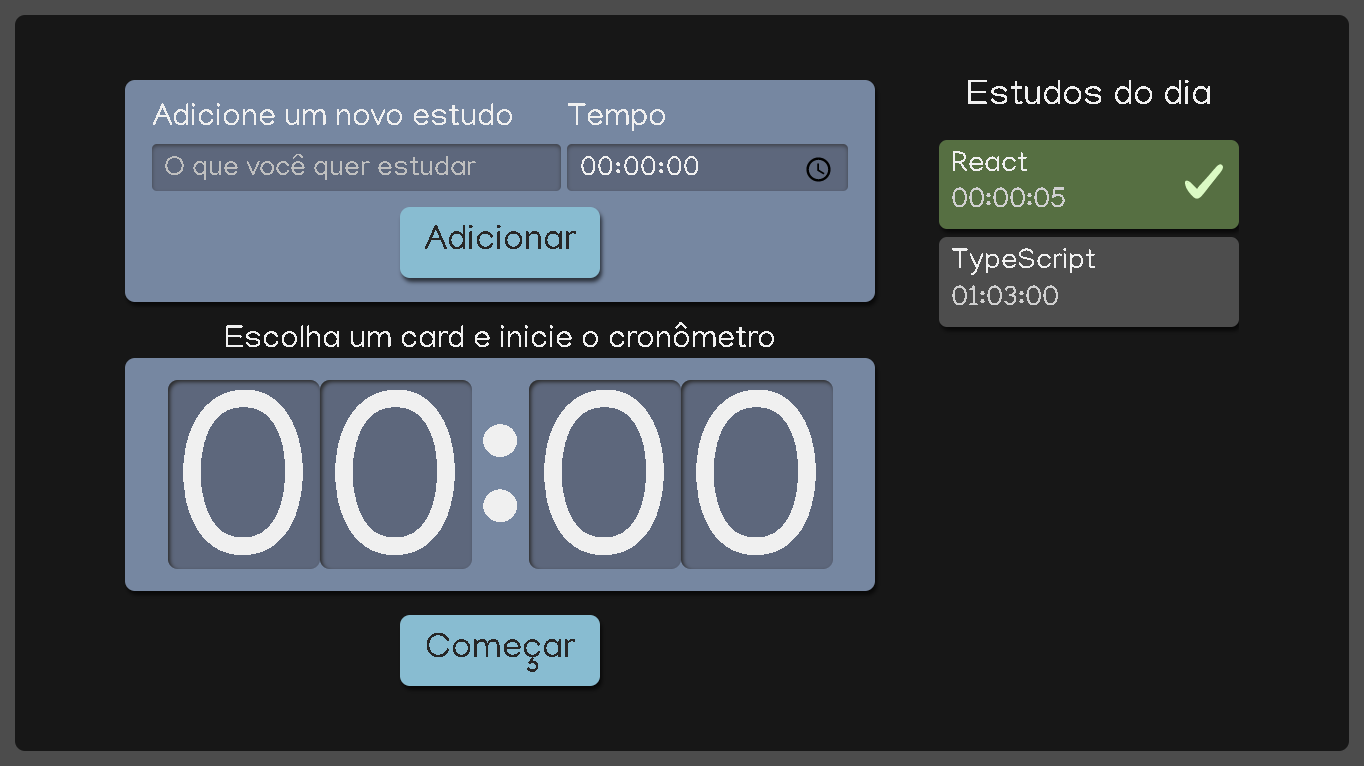 Adicione um novo estudo
Tempo
O que você quer estudar
00:00:00
Adicionar
Escolha um card e inicie o cronômetro
00:00
Começar
Estudos do dia
React
00:00:05
TypeScript
01:03:00